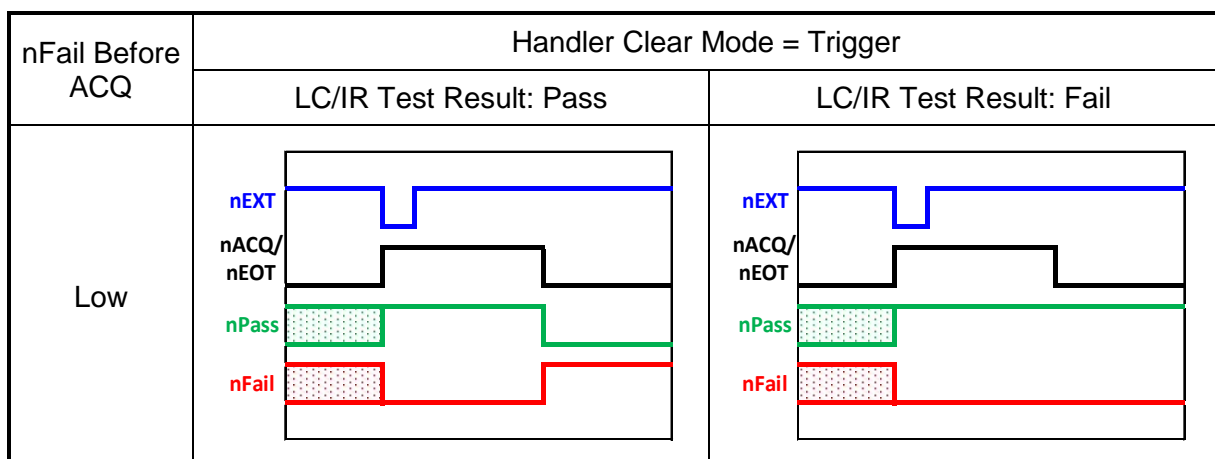 nFail Before
ACQ
Handler Clear Mode = Trigger
LC/IR Test Result: Pass
LC/IR Test Result: Fail
Low
nEXT
nACQ/
nEOT
nPass
nFail
nEXT
nACQ/
nEOT
nPass
nFail